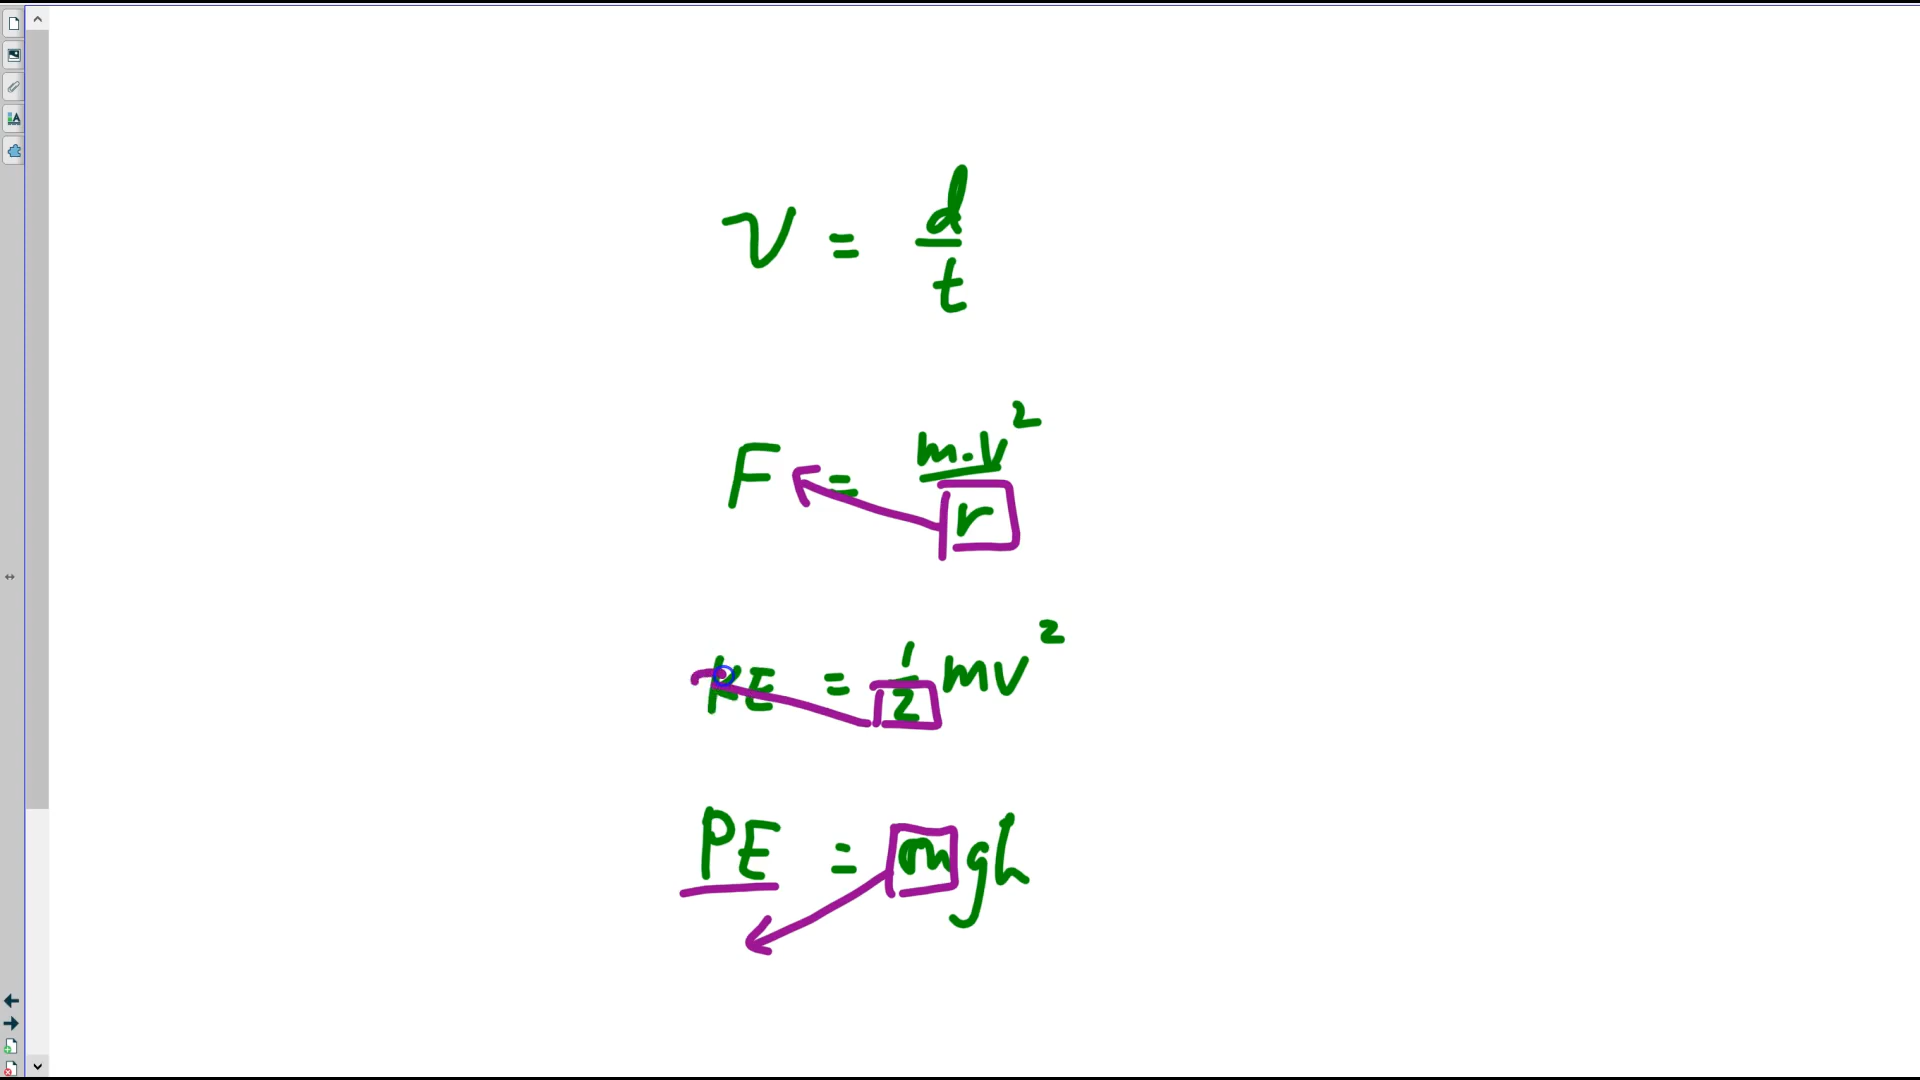 v = d/t
F = m.v²/r
KE = 1/2 mv²
PE = mgh